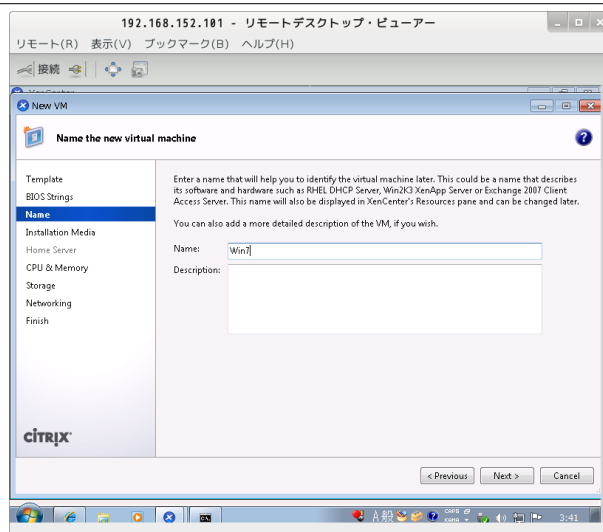 192.168.152.101 - リモートデスクトップ・ビューアー
リモート(R) 表示(V) ブックマーク(B) ヘルプ(H)
接続
New VM
Name the new virtual machine
Template
BIOS Strings
Name
Installation Media
Home Server
CPU & Memory
Storage
Networking
Finish
Enter a name that will help you to identify the virtual machine later. This could be a name that describes
its software and hardware such as RHEL DHCP Server, Win2K3 XenApp Server or Exchange 2007 Client
Access Server. This name will also be displayed in XenCenter's Resources pane and can be changed later.
You can also add a more detailed description of the VM, if you wish.
Name: Win7
Description:
CİTRIX
< Previous Next > Cancel
A 般 CAPS KANA 3:41